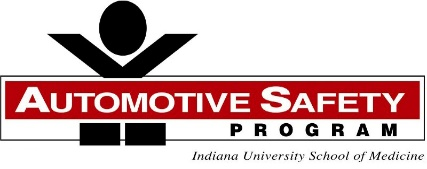 AUTOMOTIVE SAFETY
PROGRAM
Indiana University School of Medicine